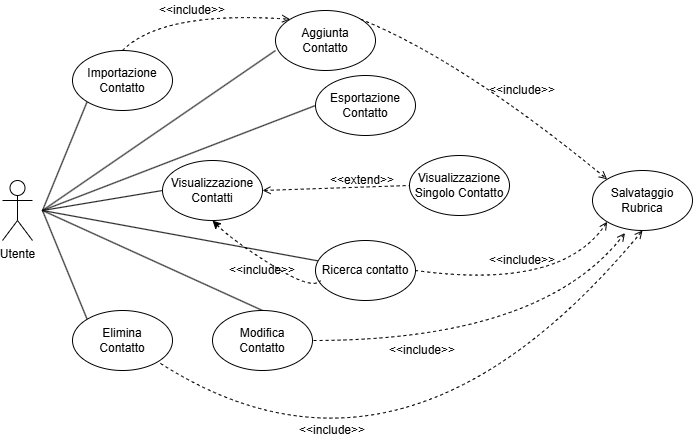 <<include>>
Aggiunta
Contatto
Importazione
Contatto
<<include>>
Esportazione
Contatto
Visualizzazione
Contatti
<<extend>>
Visualizzazione
Singolo Contatto
Salvataggio
Rubrica
Utente
<<include>>
Ricerca contatto
<<include>>
Elimina
Contatto
Modifica
Contatto
<<include>>
<<include>>